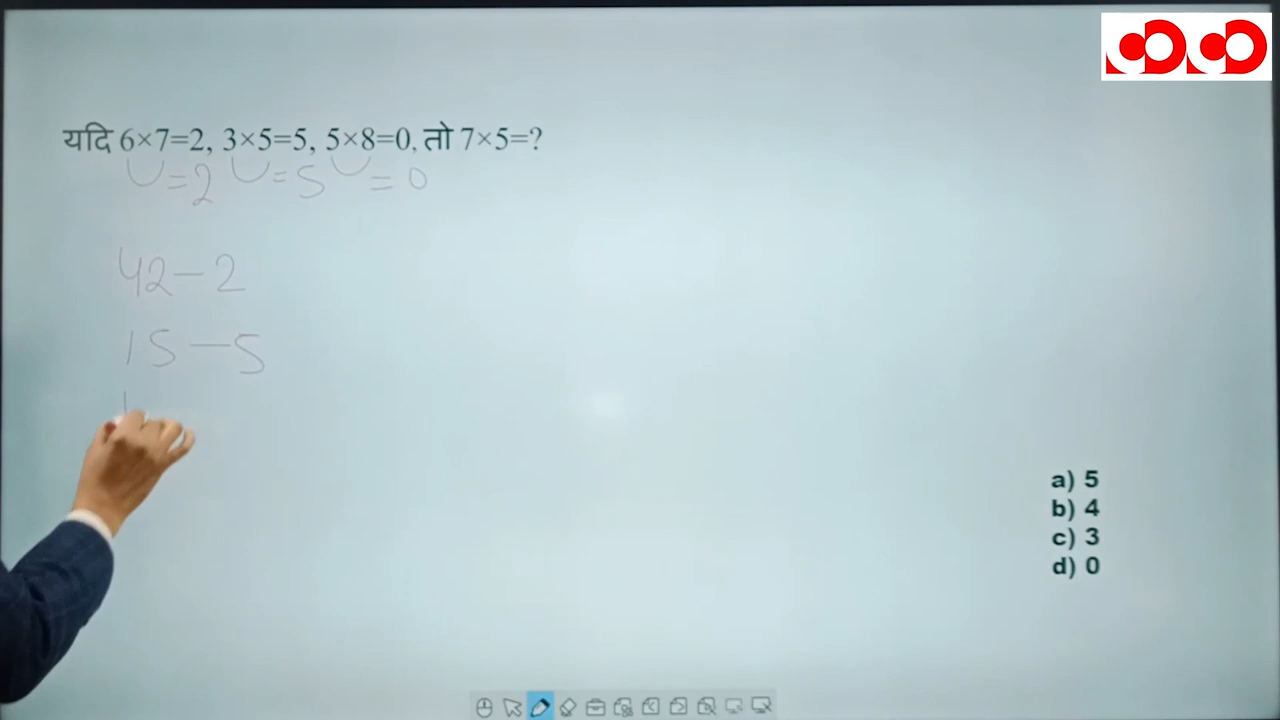 यदि 6×7=2, 3×5=5, 5×8=0, तो 7×5=?
=2 =5 =0
42-2
15-5
a) 5
b) 4
c) 3
d) 0